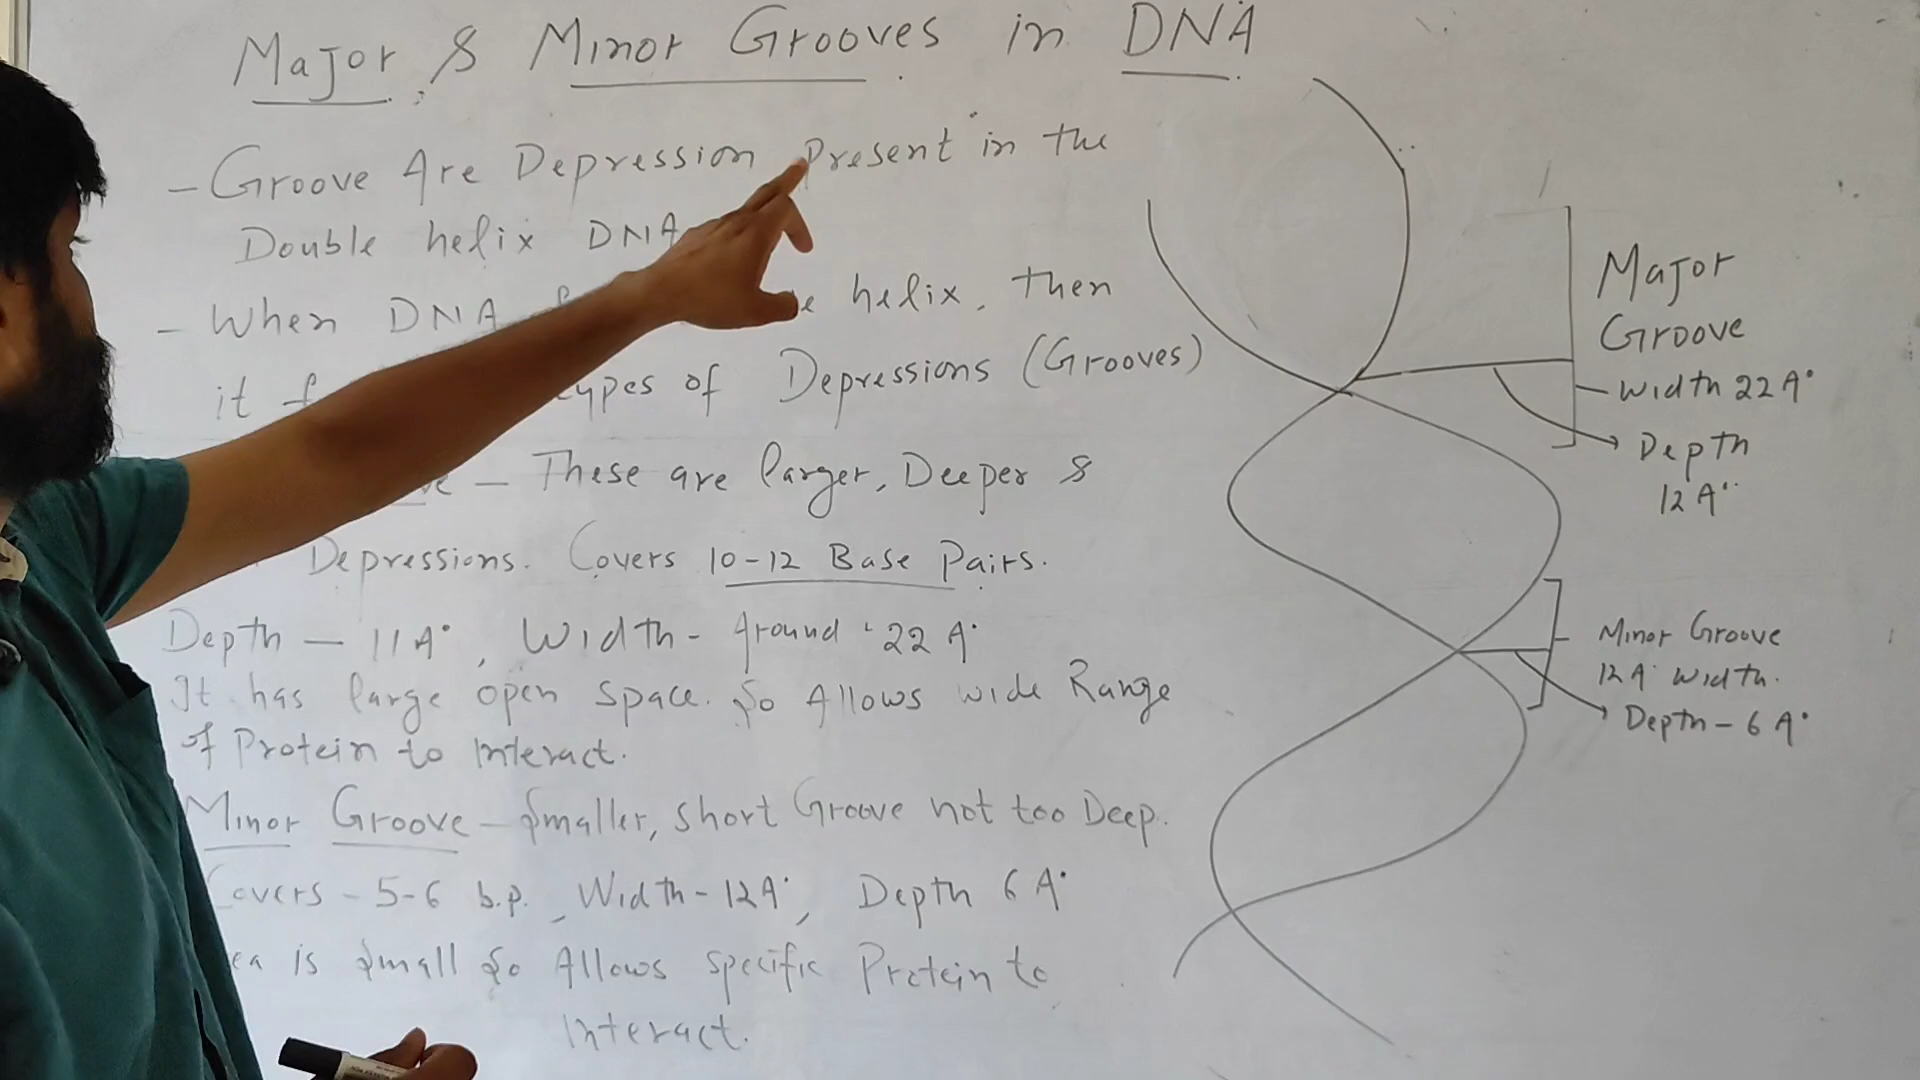 Major & Minor Grooves in DNA
- Groove Are Depression Present in the
Double helix DNA
- When DNA helix, then
it types of Depressions (Grooves)
- These are larger, Deeper &
Depressions. Covers 10-12 Base Pairs.
Depth - 11A°, Width - Around 22 A°
It has large open space. So Allows wide Range
of Protein to Interact.
Minor Groove - Smaller, short Groove not too Deep.
Covers - 5-6 b.p., Width - 12A°, Depth 6 A°
is small So Allows specific Protein to
Interact.
Major
Groove
- Width 22 A°
Depth
12 A°
Minor Groove
12A° Width.
Depth - 6 A°